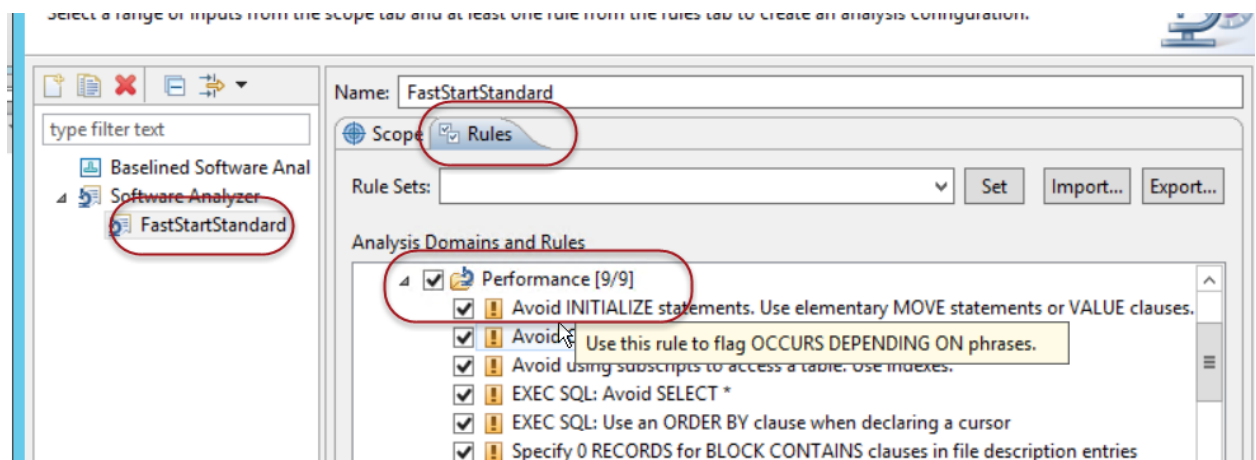 Select a range of inputs from the scope tab and at least one rule from the rules tab to create an analysis configuration.
type filter text
Baselined Software Anal
Software Analyzer
FastStartStandard
Name: FastStartStandard
Scope Rules
Rule Sets: Set Import... Export...
Analysis Domains and Rules
Performance [9/9]
Avoid INITIALIZE statements. Use elementary MOVE statements or VALUE clauses.
Avoid
Use this rule to flag OCCURS DEPENDING ON phrases.
Avoid using subscripts to access a table. Use indexes.
EXEC SQL: Avoid SELECT *
EXEC SQL: Use an ORDER BY clause when declaring a cursor
Specify 0 RECORDS for BLOCK CONTAINS clauses in file description entries